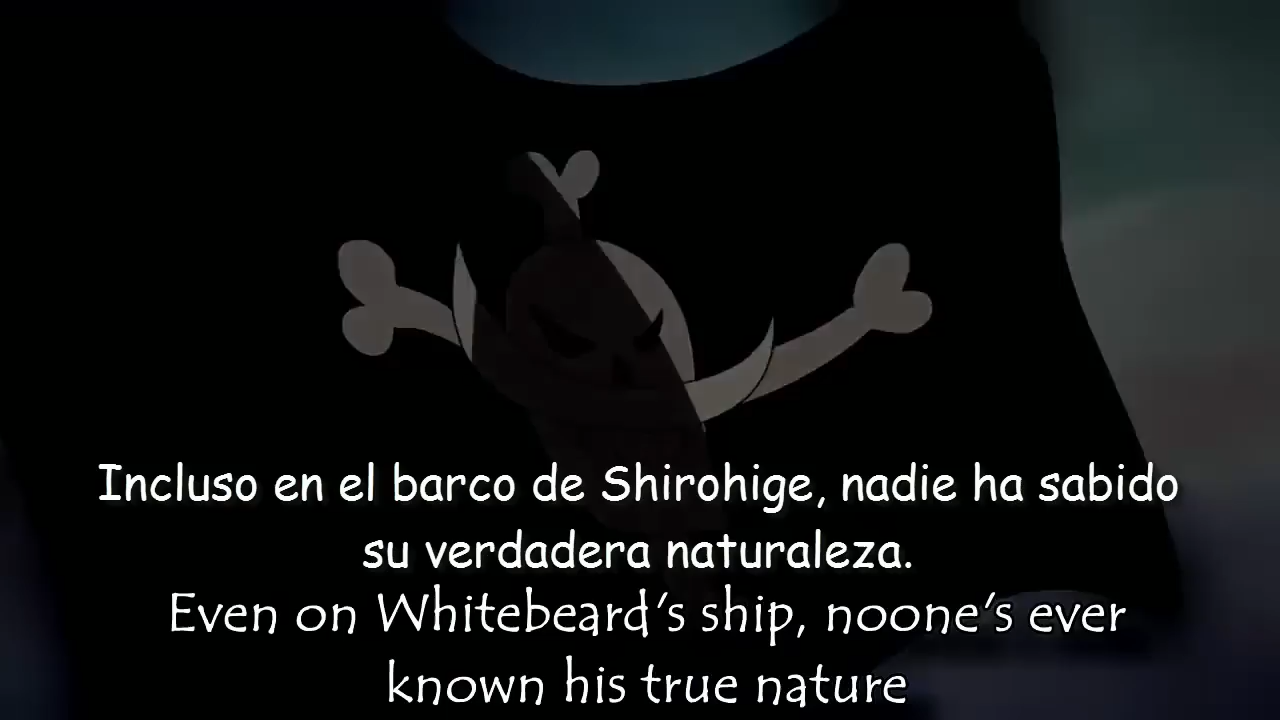 Incluso en el barco de Shirohige, nadie ha sabido
su verdadera naturaleza.
Even on Whitebeard's ship, noone's ever
known his true nature